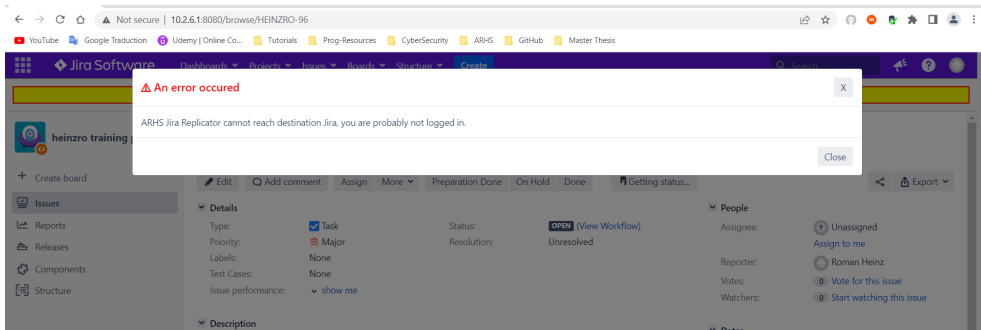 Not secure | 10.2.6.1:8080/browse/HEINZRO-96
YouTube Google Traduction Udemy | Online Co... Tutorials Prog-Resources CyberSecurity ARHS GitHub Master Thesis
Jira Software Dashboards Projects Issues Boards Structure Create Search
An error occured X
ARHS Jira Replicator cannot reach destination Jira, you are probably not logged in.
Close
heinzro training
Create board
Edit Add comment Assign More Preparation Done On Hold Done Getting status... Export
Issues
Reports
Releases
Components
Structure
Details
Type: Task Status: OPEN (View Workflow)
Priority: Major Resolution: Unresolved
Labels: None
Test Cases: None
Issue performance: show me
Description
People
Assignee: Unassigned
Assign to me
Reporter: Roman Heinz
Votes: 0 Vote for this issue
Watchers: 0 Start watching this issue